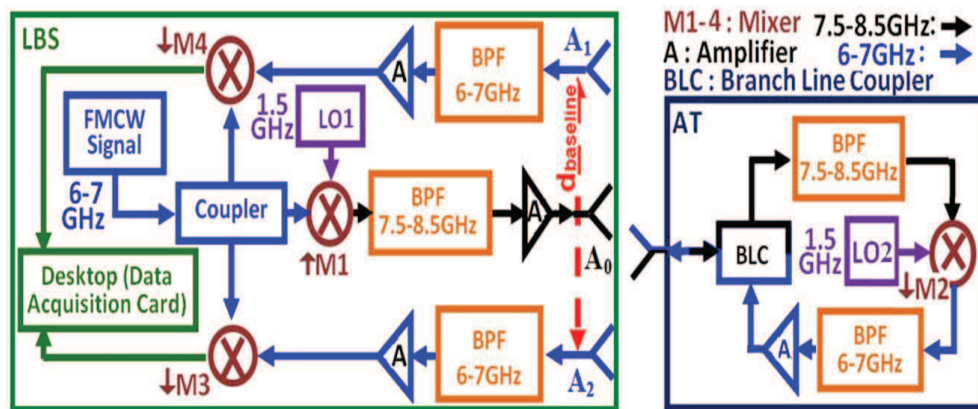 LBS
↓M4
A
BPF
6-7GHz
A₁
FMCW
Signal
1.5
GHz
LO1
dbaseline
6-7
GHz
Coupler
BPF
7.5-8.5GHz
A
A₀
↑M1
Desktop (Data
Acquisition Card)
↓M3
A
BPF
6-7GHz
A₂
M1-4 : Mixer 7.5-8.5GHz:
A : Amplifier 6-7GHz:
BLC : Branch Line Coupler
AT
BPF
7.5-8.5GHz
BLC
1.5
GHz
LO2
↓M2
A
BPF
6-7GHz